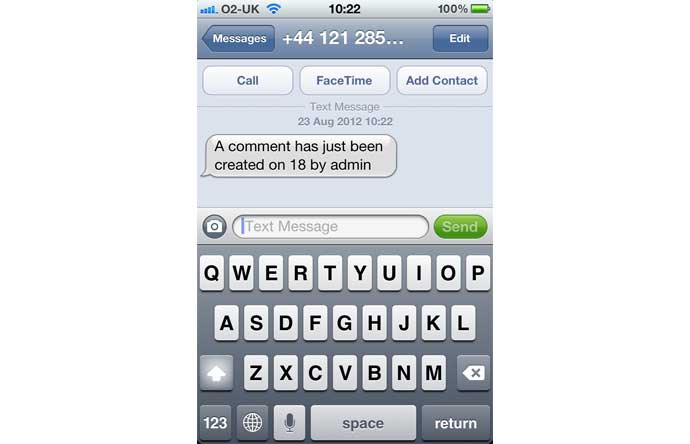 O2-UK 10:22 100%
Messages +44 121 285... Edit
Call FaceTime Add Contact
Text Message
23 Aug 2012 10:22
A comment has just been
created on 18 by admin
Text Message Send
Q W E R T Y U I O P
A S D F G H J K L
Z X C V B N M
123 space return